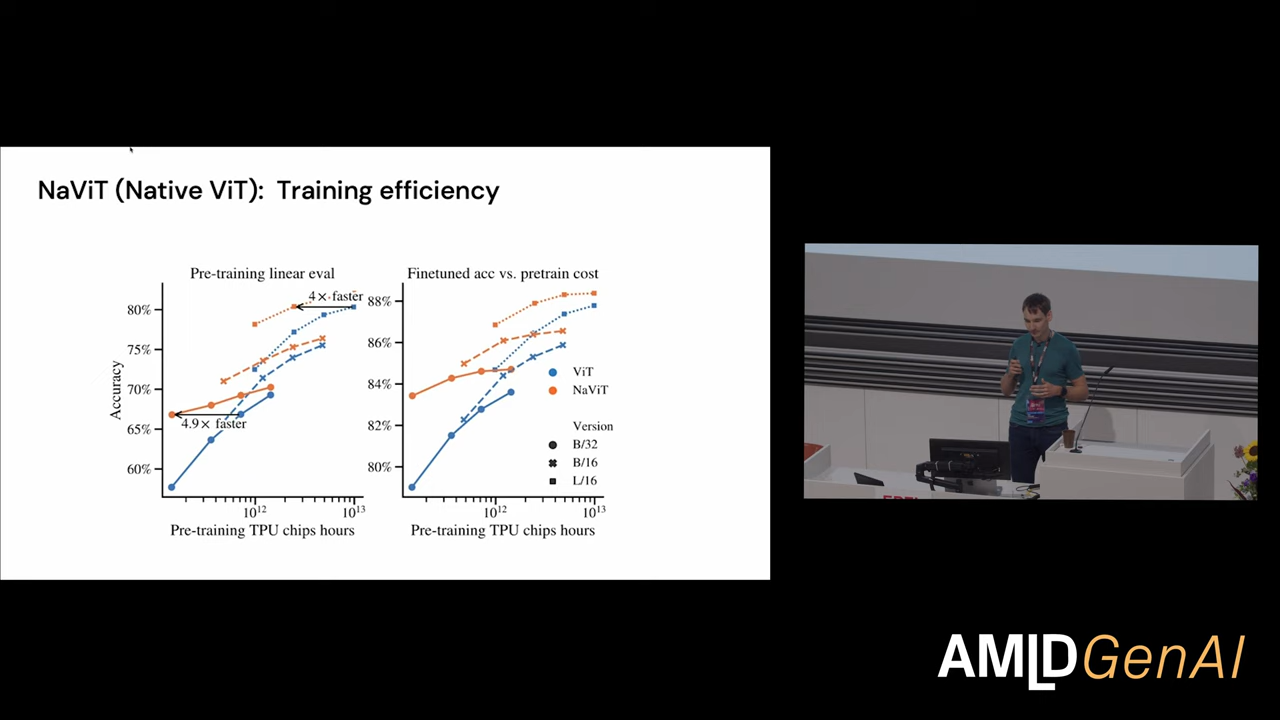 NaViT (Native ViT): Training efficiency
Pre-training linear eval
4× faster
80%
75%
70%
65%
60%
Accuracy
4.9× faster
10¹²
10¹³
Pre-training TPU chips hours
Finetuned acc vs. pretrain cost
88%
86%
84%
82%
80%
ViT
NaViT
Version
B/32
B/16
L/16
10¹²
10¹³
Pre-training TPU chips hours
AMLD GenAI